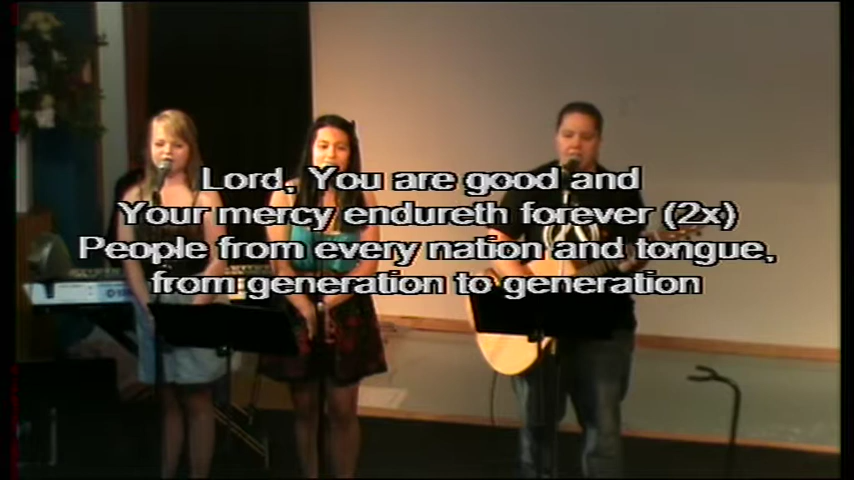 Lord, You are good and
Your mercy endureth forever (2x)
People from every nation and tongue,
from generation to generation